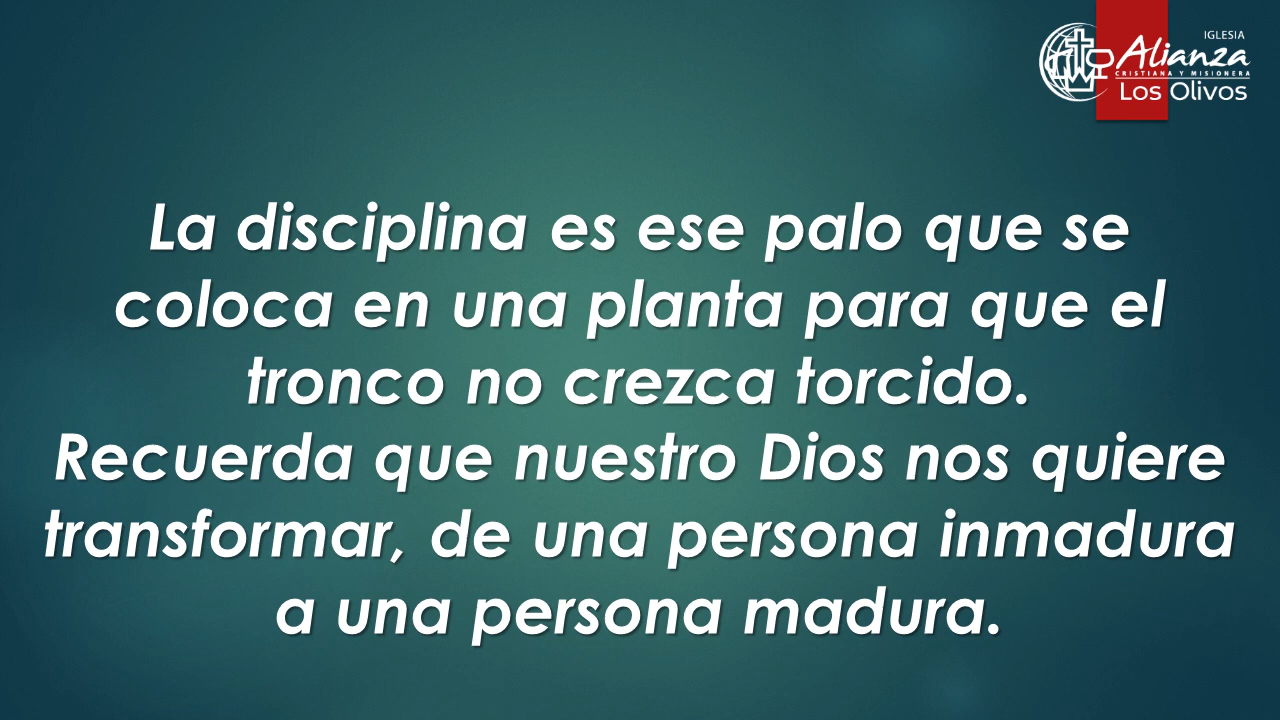 IGLESIA
Alianza
CRISTIANA Y MISIONERA
Los Olivos
La disciplina es ese palo que se
coloca en una planta para que el
tronco no crezca torcido.
Recuerda que nuestro Dios nos quiere
transformar, de una persona inmadura
a una persona madura.